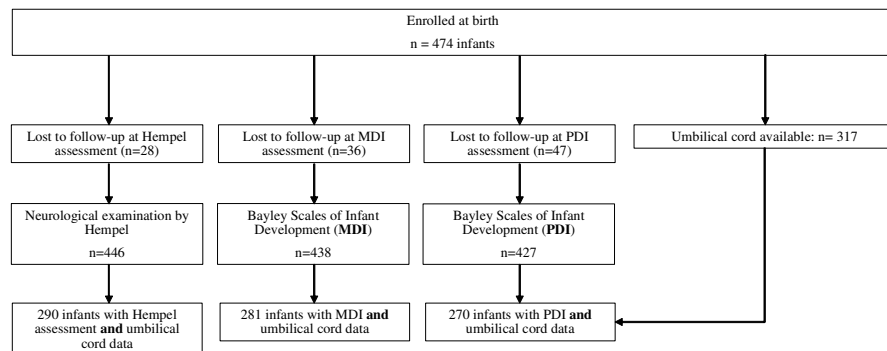 Enrolled at birth
n = 474 infants
Lost to follow-up at Hempel
assessment (n=28)
Lost to follow-up at MDI
assessment (n=36)
Lost to follow-up at PDI
assessment (n=47)
Umbilical cord available: n= 317
Neurological examination by
Hempel
n=446
Bayley Scales of Infant
Development (MDI)
n=438
Bayley Scales of Infant
Development (PDI)
n=427
290 infants with Hempel
assessment and umbilical
cord data
281 infants with MDI and
umbilical cord data
270 infants with PDI and
umbilical cord data